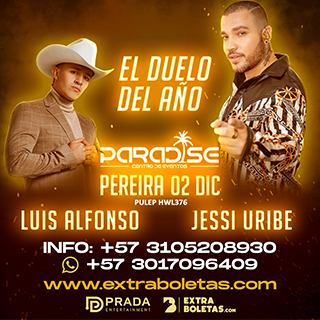 EL DUELO
DEL AÑO
PARADISE
CENTRO DE EVENTOS
PEREIRA 02 DIC
PULEP HWL376
LUIS ALFONSO JESSI URIBE
INFO: +57 3105208930
+57 3017096409
www.extraboletas.com
PRADA ENTERTAINMENT
EXTRA BOLETAS.com